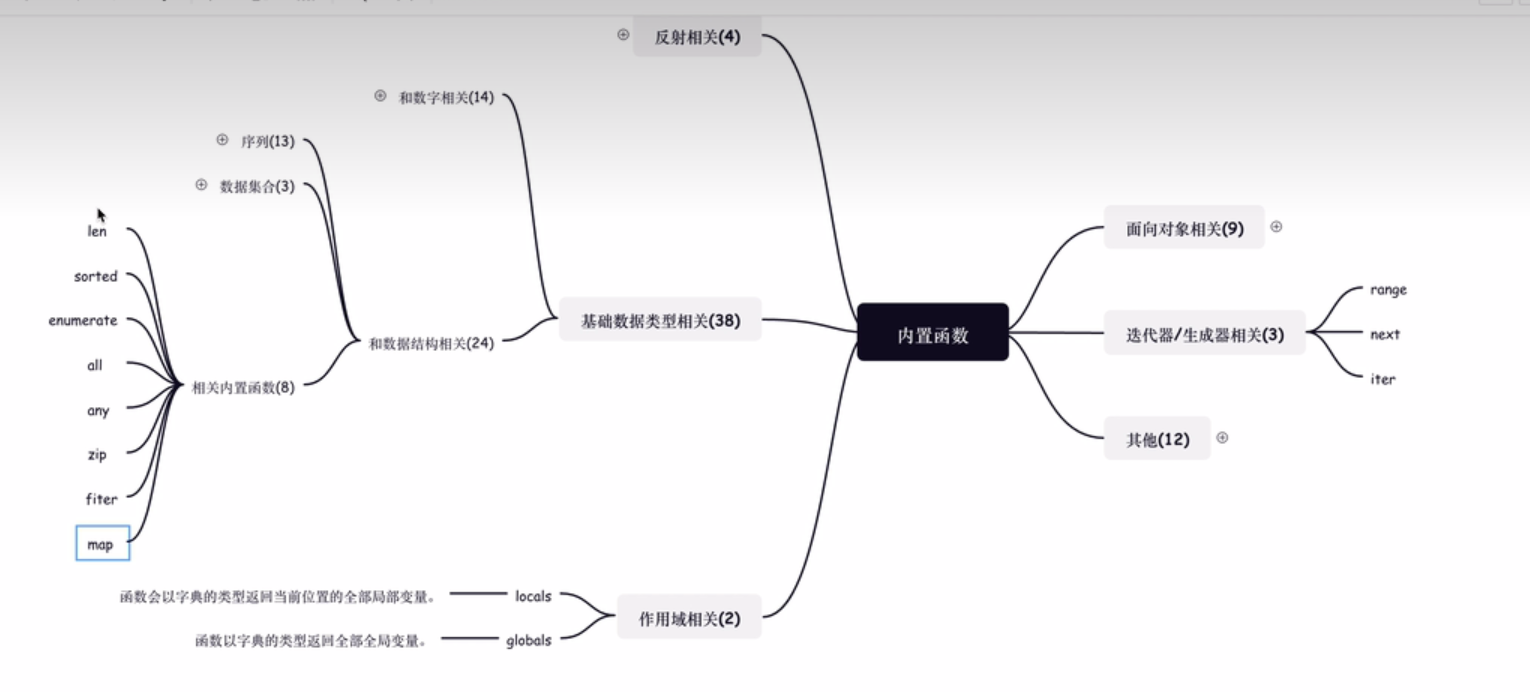 反射相关(4)
和数字相关(14)
序列(13)
数据集合(3)
len
sorted
enumerate
all
any
zip
fiter
map
相关内置函数(8)
和数据结构相关(24)
基础数据类型相关(38)
内置函数
面向对象相关(9)
迭代器/生成器相关(3)
range
next
iter
其他(12)
函数会以字典的类型返回当前位置的全部局部变量。
locals
函数以字典的类型返回全部全局变量。
globals
作用域相关(2)